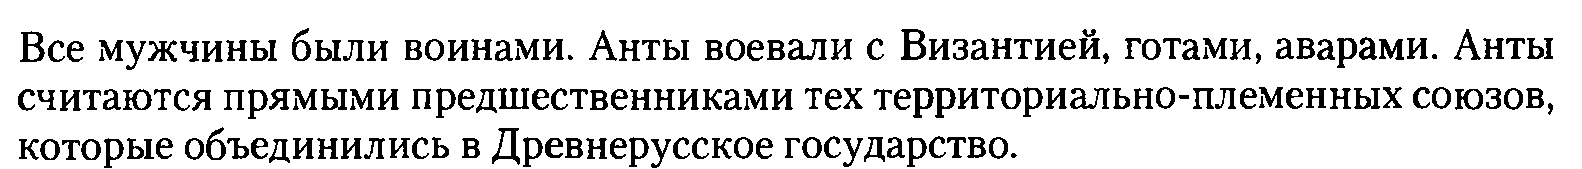 Все мужчины были воинами. Анты воевали с Византией, готами, аварами. Анты
считаются прямыми предшественниками тех территориально-племенных союзов,
которые объединились в Древнерусское государство.